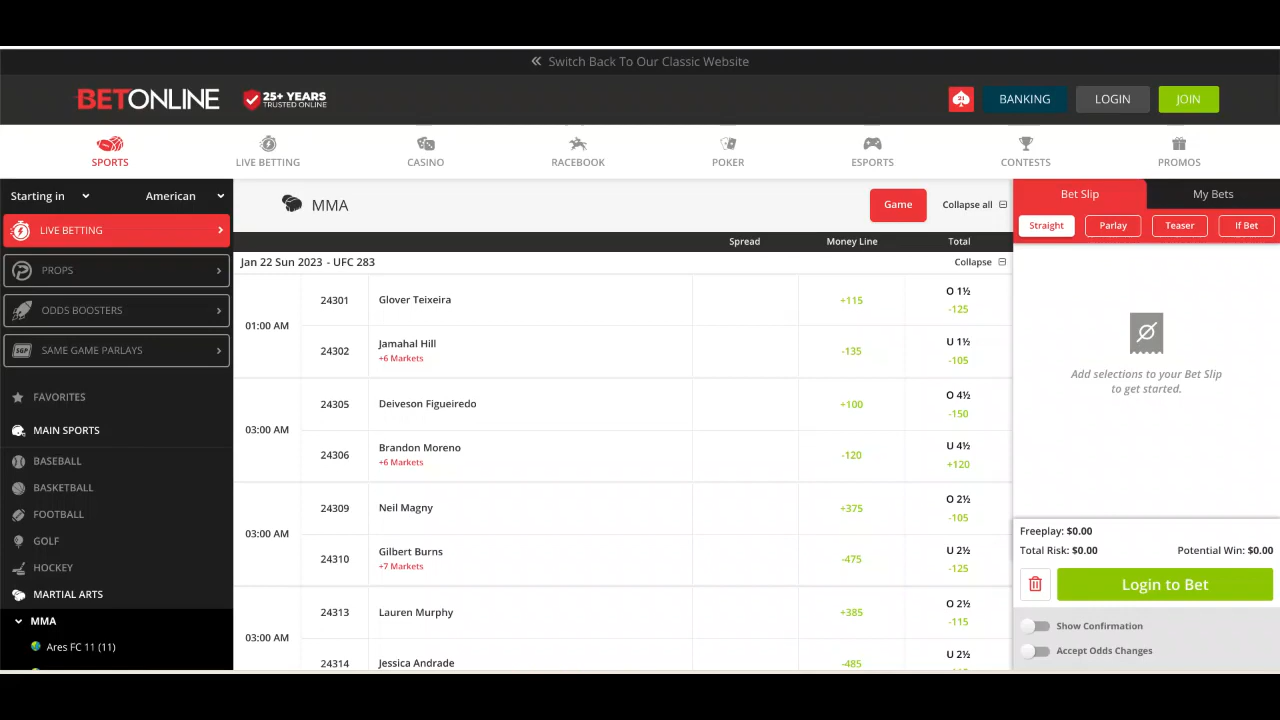 Switch Back To Our Classic Website
BETONLINE
25+ YEARS
TRUSTED ONLINE
21
BANKING
LOGIN
JOIN
SPORTS
LIVE BETTING
CASINO
RACEBOOK
POKER
ESPORTS
CONTESTS
PROMOS
Starting in
American
LIVE BETTING
PROPS
ODDS BOOSTERS
SGP SAME GAME PARLAYS
FAVORITES
MAIN SPORTS
BASEBALL
BASKETBALL
FOOTBALL
GOLF
HOCKEY
MARTIAL ARTS
MMA
Ares FC 11 (11)
MMA
Game
Collapse all
Spread Money Line Total
Jan 22 Sun 2023 - UFC 283
Collapse
01:00 AM
24301 Glover Teixeira +115 O 1½
-125
24302 Jamahal Hill -135 U 1½
+6 Markets -105
03:00 AM
24305 Deiveson Figueiredo +100 O 4½
-150
24306 Brandon Moreno -120 U 4½
+6 Markets +120
03:00 AM
24309 Neil Magny +375 O 2½
-105
24310 Gilbert Burns -475 U 2½
+7 Markets -125
03:00 AM
24313 Lauren Murphy +385 O 2½
-115
24314 Jessica Andrade -485 U 2½
Bet Slip
My Bets
Straight
Parlay
Teaser
If Bet
Add selections to your Bet Slip
to get started.
Freeplay: $0.00
Total Risk: $0.00 Potential Win: $0.00
Login to Bet
Show Confirmation
Accept Odds Changes